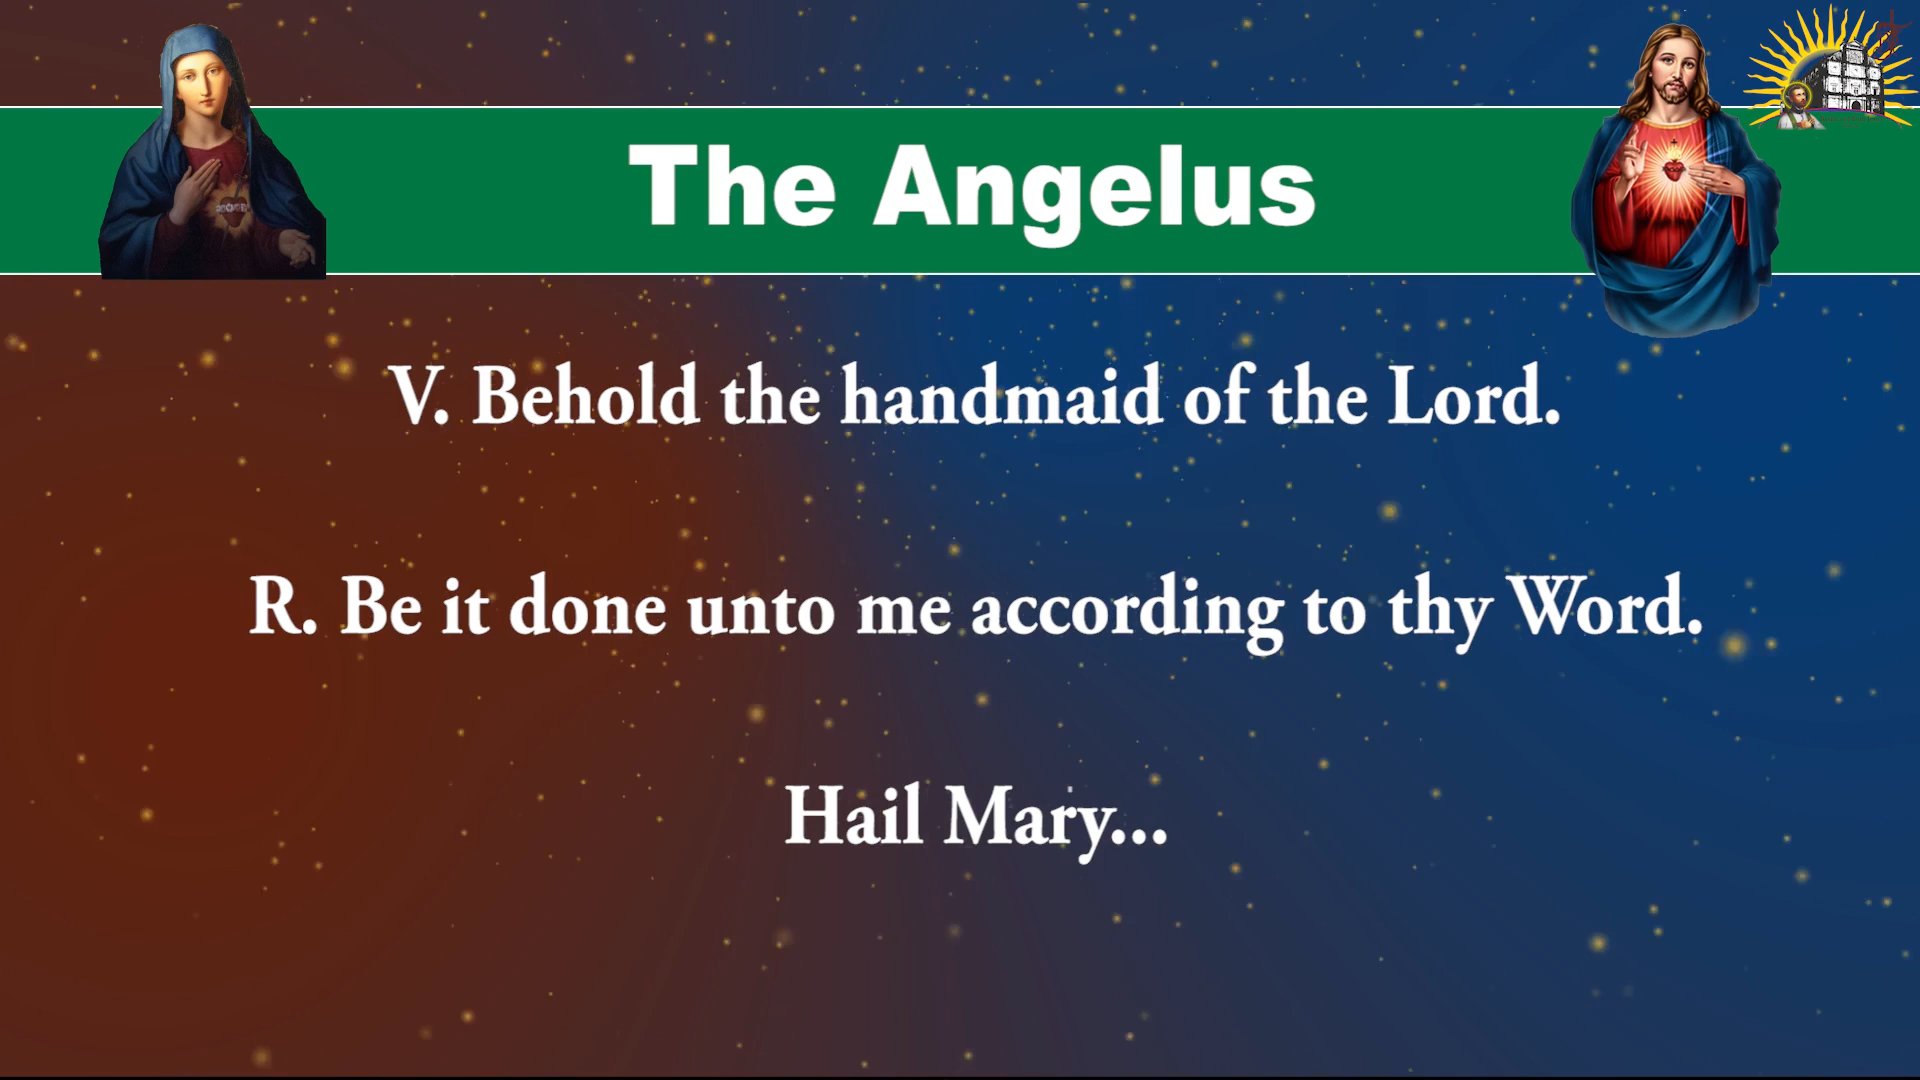 The Angelus
V. Behold the handmaid of the Lord.
R. Be it done unto me according to thy Word.
Hail Mary...